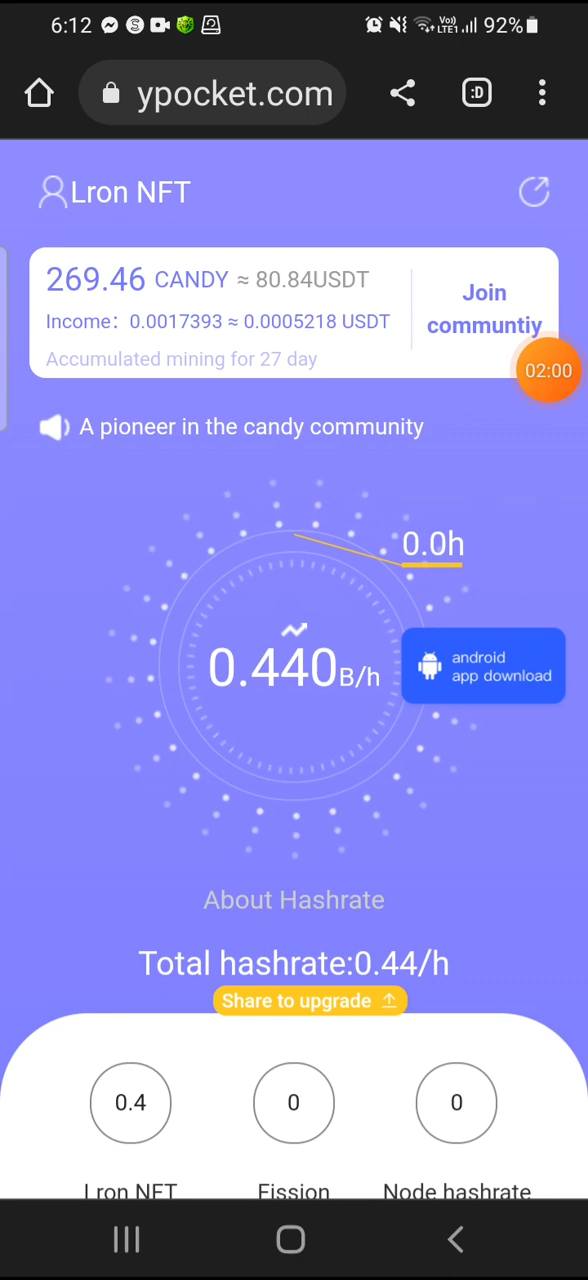 6:12 Vo) LTE1 92%
ypocket.com :D
Lron NFT
269.46 CANDY ≈ 80.84USDT
Join
communtiy
Income： 0.0017393 ≈ 0.0005218 USDT
Accumulated mining for 27 day
02:00
A pioneer in the candy community
0.0h
0.440B/h
android
app download
About Hashrate
Total hashrate:0.44/h
Share to upgrade
0.4 0 0
Lron NFT Fission Node hashrate